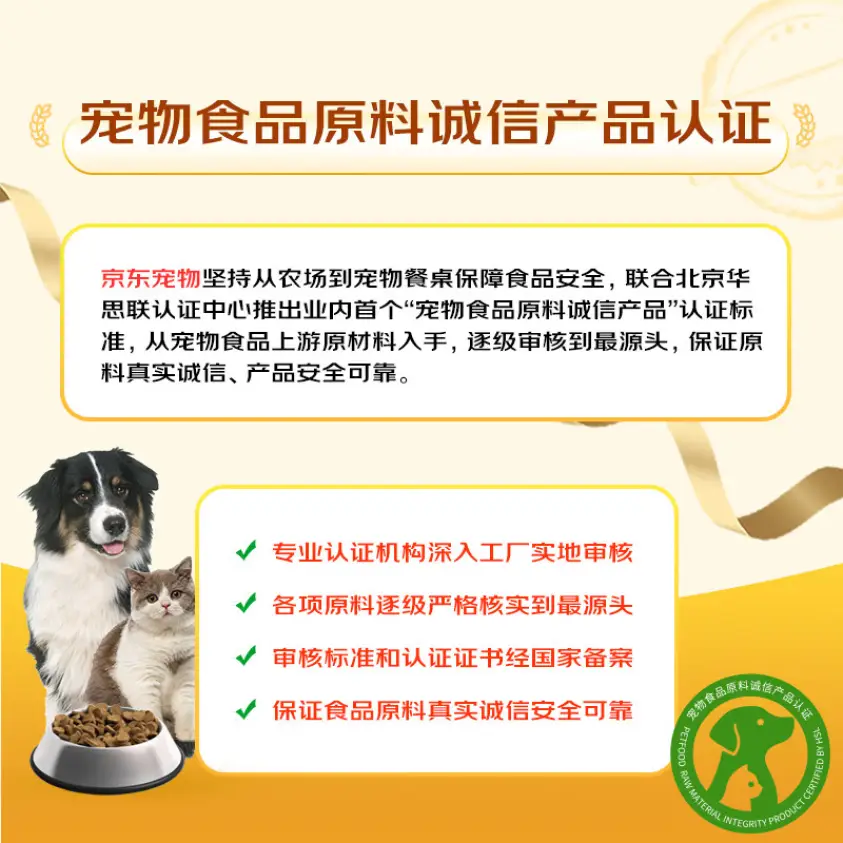 宠物食品原料诚信产品认证
京东宠物坚持从农场到宠物餐桌保障食品安全，联合北京华
思联认证中心推出业内首个“宠物食品原料诚信产品”认证标
准，从宠物食品上游原材料入手，逐级审核到最源头，保证原
料真实诚信、产品安全可靠。
专业认证机构深入工厂实地审核
各项原料逐级严格核实到最源头
审核标准和认证证书经国家备案
保证食品原料真实诚信安全可靠
宠物食品原料诚信产品认证
PETFOOD RAW MATERIAL INTEGRITY PRODUCT CERTIFIED BY HSL